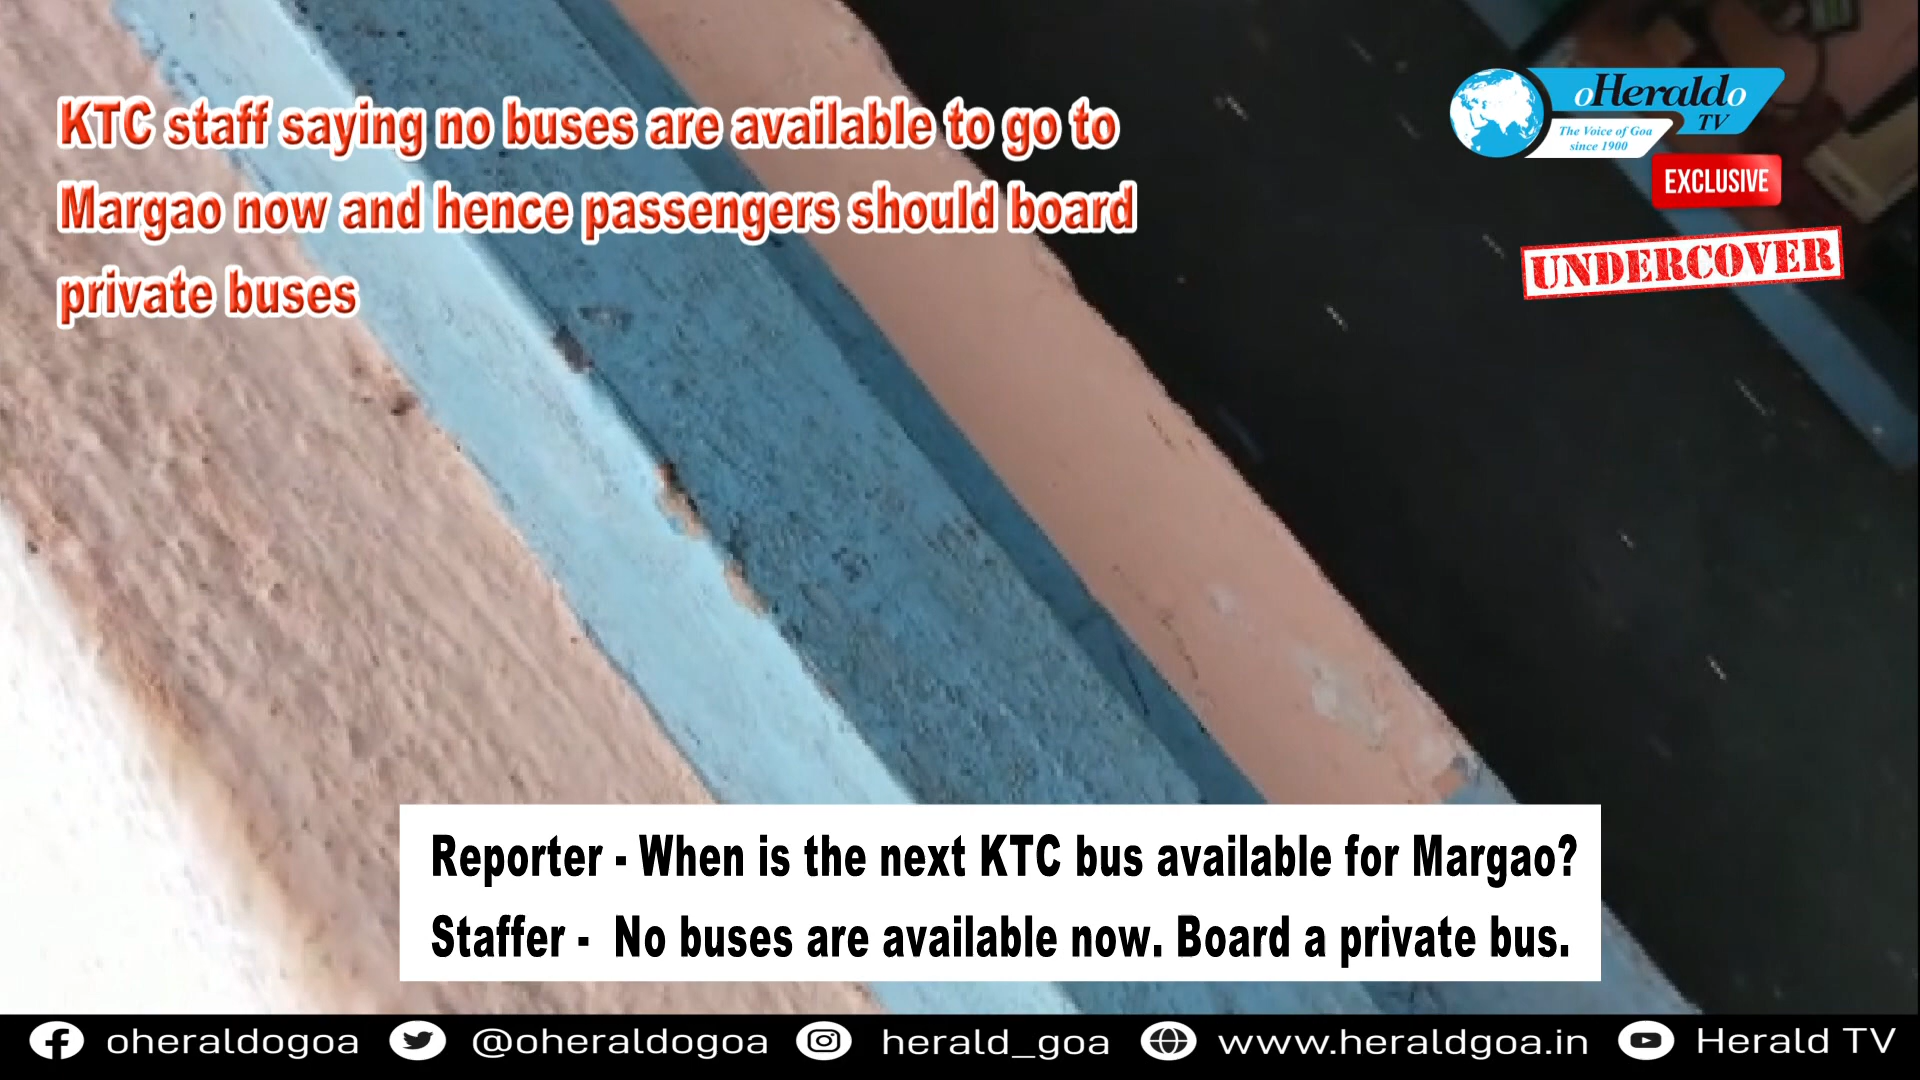 KTC staff saying no buses are available to go to
Margao now and hence passengers should board
private buses
oHeraldo
TV
The Voice of Goa
since 1900
EXCLUSIVE
UNDERCOVER
Reporter - When is the next KTC bus available for Margao?
Staffer - No buses are available now. Board a private bus.
oheraldogoa @oheraldogoa herald_goa www.heraldgoa.in Herald TV